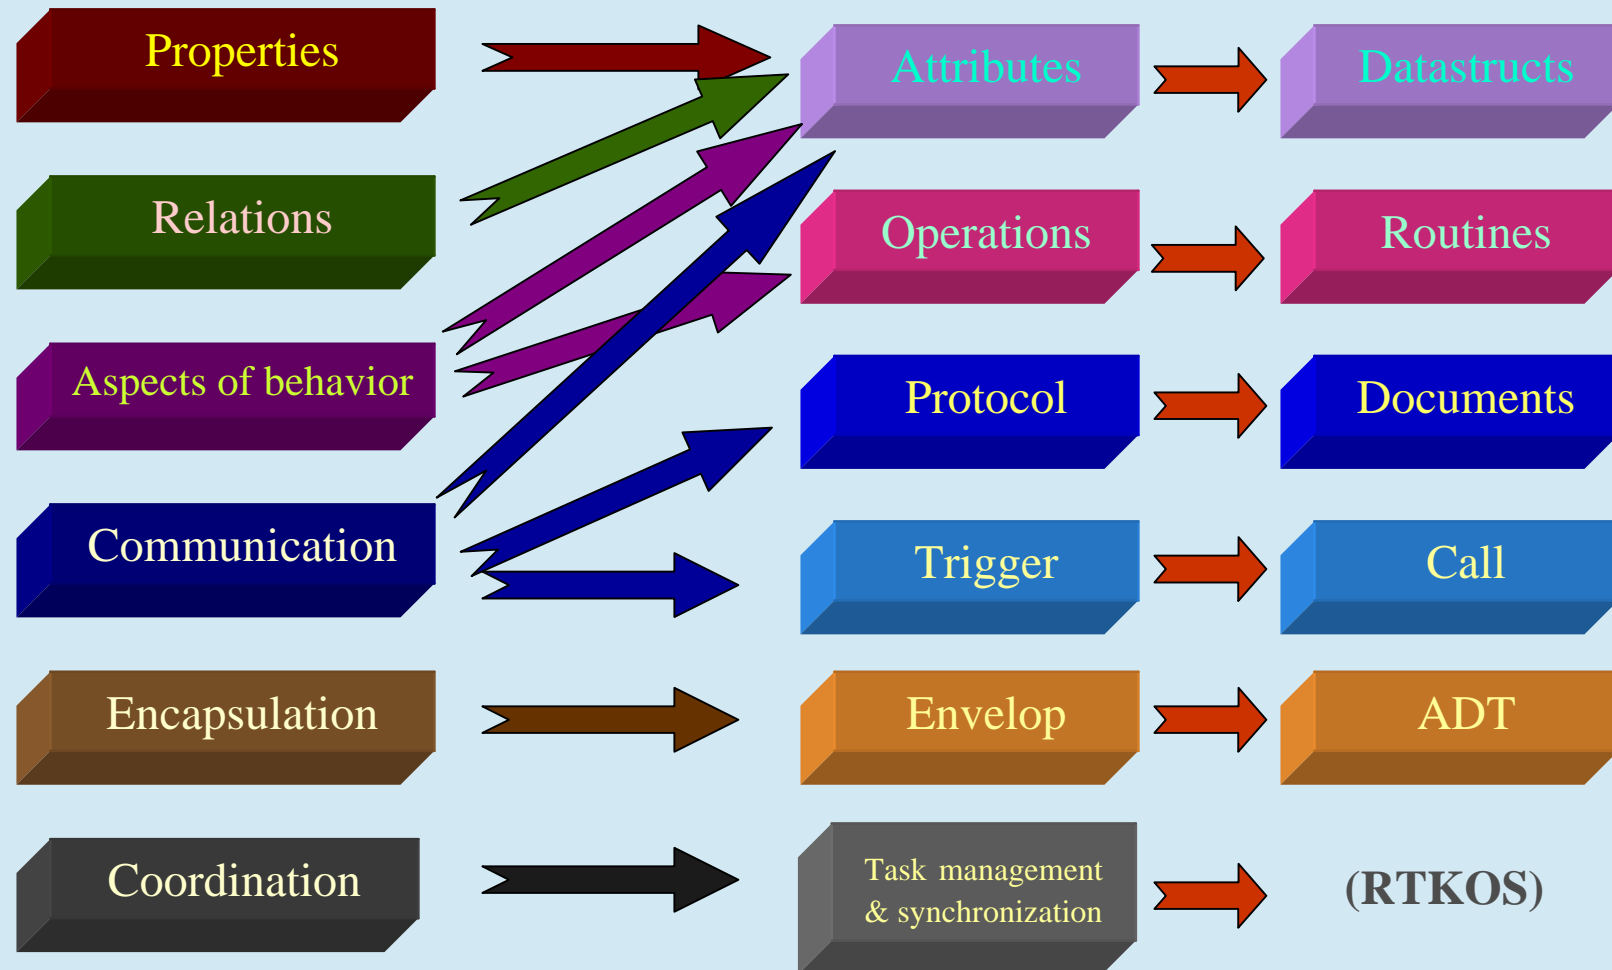 Properties
Attributes
Datastructs
Relations
Operations
Routines
Aspects of behavior
Protocol
Documents
Communication
Trigger
Call
Encapsulation
Envelop
ADT
Coordination
Task management
& synchronization
(RTKOS)